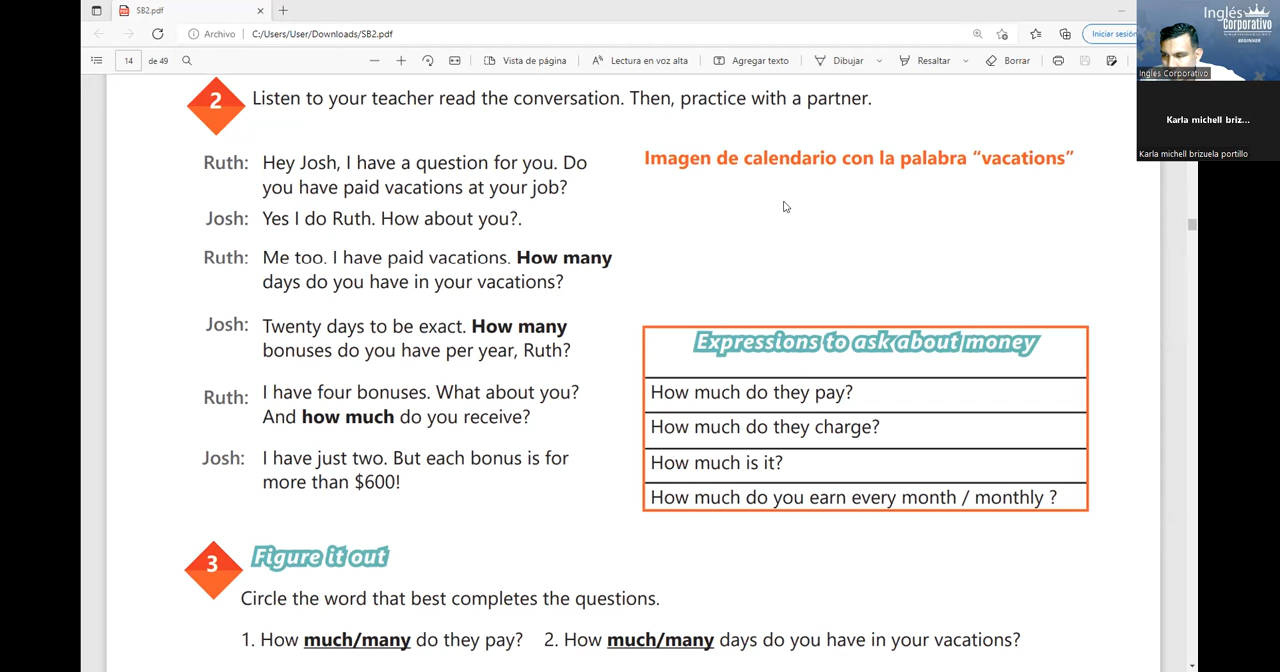 SB2.pdf
Archivo
C:/Users/User/Downloads/SB2.pdf
Iniciar sesión
14
de 49
Vista de página
Lectura en voz alta
Agregar texto
Dibujar
Resaltar
Borrar
Inglés
Corporativo
BEGINNER
Ingles Corporativo
Karla michell briz...
Karla michell brizuela portillo
2
Listen to your teacher read the conversation. Then, practice with a partner.
Ruth: Hey Josh, I have a question for you. Do
you have paid vacations at your job?
Josh: Yes I do Ruth. How about you?.
Ruth: Me too. I have paid vacations. How many
days do you have in your vacations?
Josh: Twenty days to be exact. How many
bonuses do you have per year, Ruth?
Ruth: I have four bonuses. What about you?
And how much do you receive?
Josh: I have just two. But each bonus is for
more than $600!
Imagen de calendario con la palabra “vacations”
Expressions to ask about money
How much do they pay?
How much do they charge?
How much is it?
How much do you earn every month / monthly ?
3
Figure it out
Circle the word that best completes the questions.
1. How much/many do they pay? 2. How much/many days do you have in your vacations?